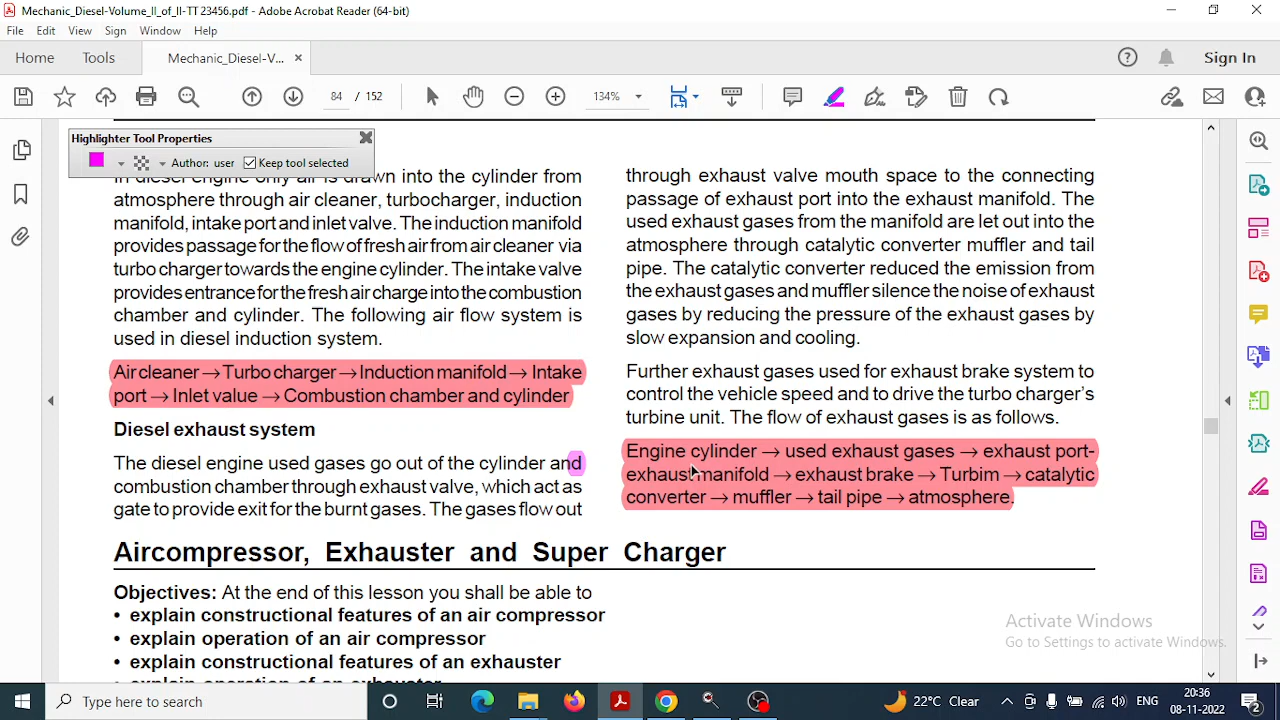 Mechanic_Diesel-Volume_II_of_II-TT 23456.pdf - Adobe Acrobat Reader (64-bit)
File Edit View Sign Window Help
Home Tools Mechanic_Diesel-V... × Sign In
84 / 152 134%
Highlighter Tool Properties
Author: user Keep tool selected
In diesel engine only air is drawn into the cylinder from
atmosphere through air cleaner, turbocharger, induction
manifold, intake port and inlet valve. The induction manifold
provides passage for the flow of fresh air from air cleaner via
turbo charger towards the engine cylinder. The intake valve
provides entrance for the fresh air charge into the combustion
chamber and cylinder. The following air flow system is
used in diesel induction system.
Air cleaner → Turbo charger → Induction manifold → Intake
port → Inlet value → Combustion chamber and cylinder
Diesel exhaust system
The diesel engine used gases go out of the cylinder and
combustion chamber through exhaust valve, which act as
gate to provide exit for the burnt gases. The gases flow out
through exhaust valve mouth space to the connecting
passage of exhaust port into the exhaust manifold. The
used exhaust gases from the manifold are let out into the
atmosphere through catalytic converter muffler and tail
pipe. The catalytic converter reduced the emission from
the exhaust gases and muffler silence the noise of exhaust
gases by reducing the pressure of the exhaust gases by
slow expansion and cooling.
Further exhaust gases used for exhaust brake system to
control the vehicle speed and to drive the turbo charger's
turbine unit. The flow of exhaust gases is as follows.
Engine cylinder → used exhaust gases → exhaust port-
exhaust manifold → exhaust brake → Turbim → catalytic
converter → muffler → tail pipe → atmosphere.
Aircompressor, Exhauster and Super Charger
Objectives: At the end of this lesson you shall be able to
• explain constructional features of an air compressor
• explain operation of an air compressor
• explain constructional features of an exhauster
• explain operation of an exhauster
Activate Windows
Go to Settings to activate Windows.
Type here to search
22°C Clear ENG 20:36
08-11-2022 2